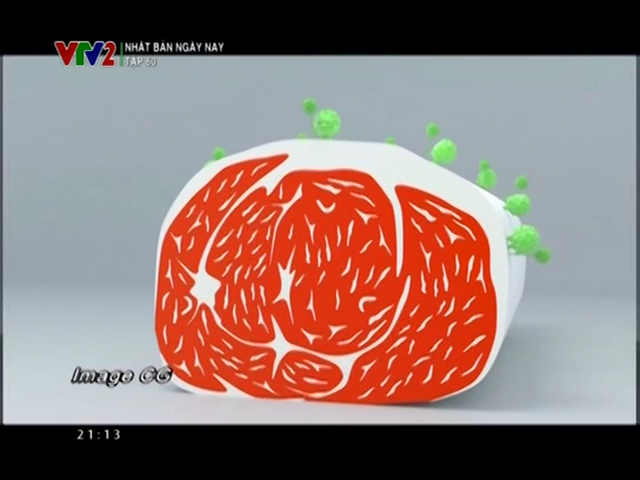 VTV2
NHẬT BẢN NGÀY NAY
TẬP 60
Image CG
21:13